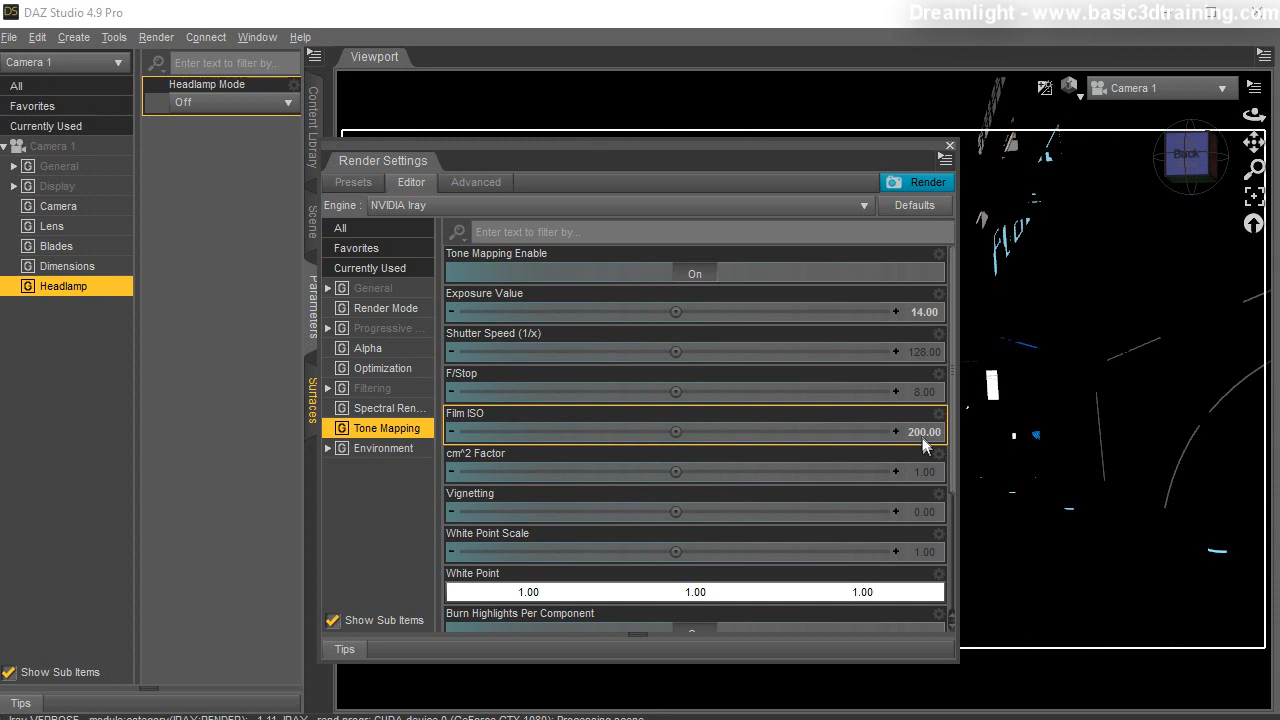 DS DAZ Studio 4.9 Pro
Dreamlight - www.basic3dtraining.com
File Edit Create Tools Render Connect Window Help
Camera 1
Enter text to filter by...
Viewport
All
Favorites
Currently Used
Camera 1
General
Display
Camera
Lens
Blades
Dimensions
Headlamp
Show Sub Items
Tips
Headlamp Mode
Off
Content Library
Scene
Parameters
Surfaces
Camera 1
Back
Render Settings
Presets Editor Advanced
Render
Engine : NVIDIA Iray
Defaults
All
Favorites
Currently Used
General
Render Mode
Progressive ...
Alpha
Optimization
Filtering
Spectral Ren...
Tone Mapping
Environment
Show Sub Items
Tips
Enter text to filter by...
Tone Mapping Enable
On
Exposure Value
14.00
Shutter Speed (1/x)
128.00
F/Stop
8.00
Film ISO
200.00
cm^2 Factor
1.00
Vignetting
0.00
White Point Scale
1.00
White Point
1.00 1.00 1.00
Burn Highlights Per Component